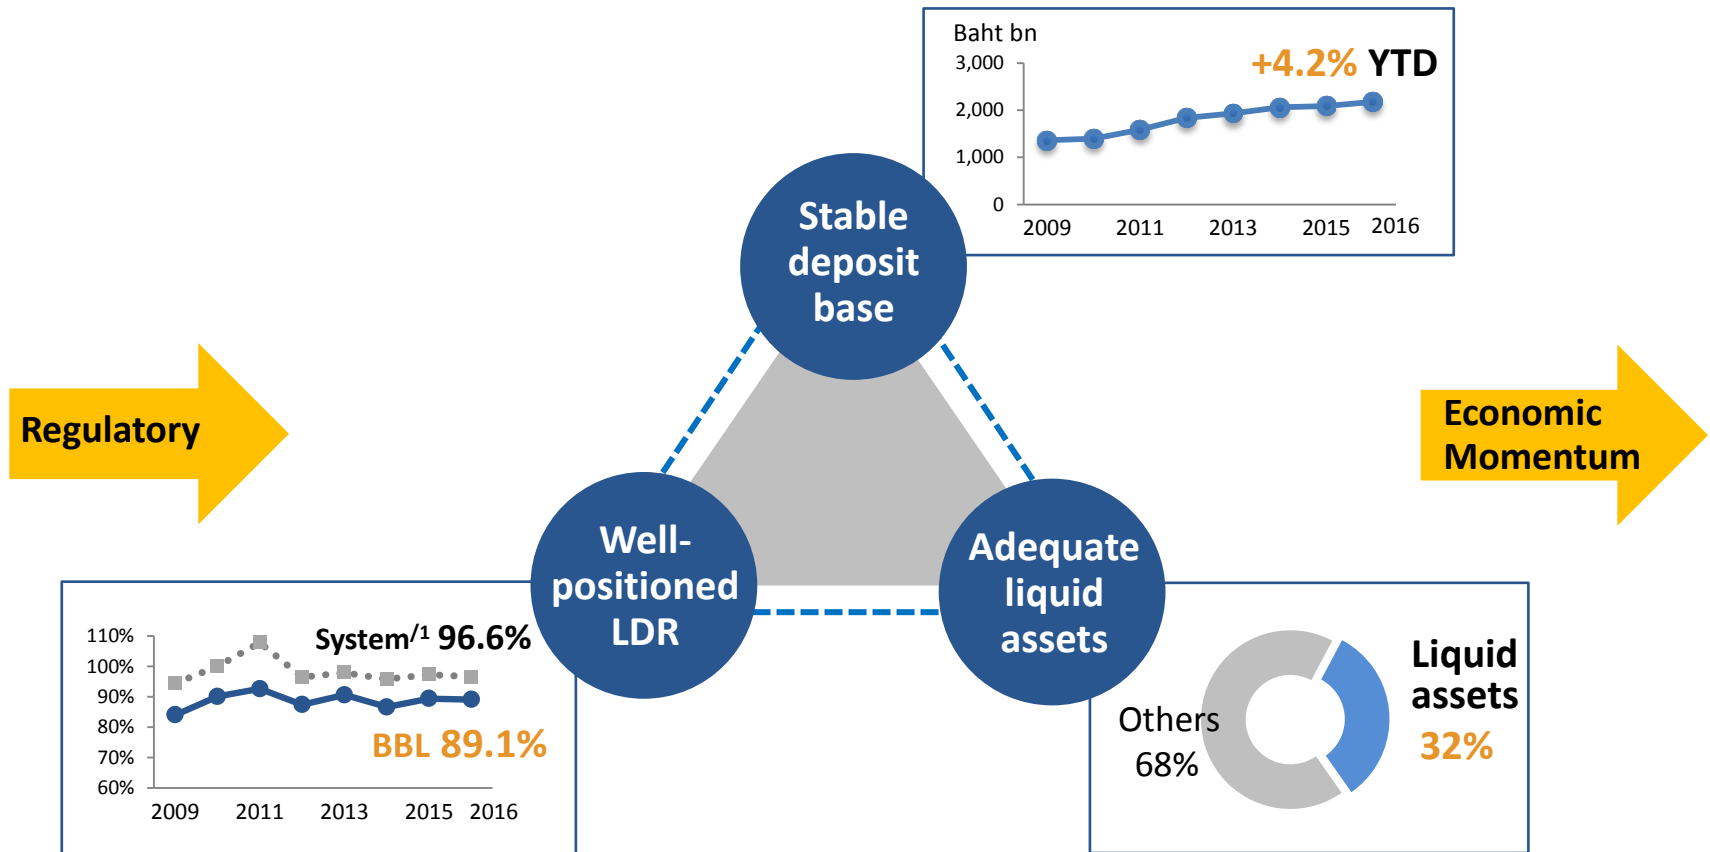 Baht bn
+4.2% YTD
3,000
2,000
1,000
0
2009 2011 2013 2015 2016
Stable
deposit
base
Regulatory
Economic
Momentum
Well-
positioned
LDR
Adequate
liquid
assets
System/1 96.6%
110%
100%
90%
80%
70%
60%
BBL 89.1%
2009 2011 2013 2015 2016
Liquid
assets
32%
Others
68%